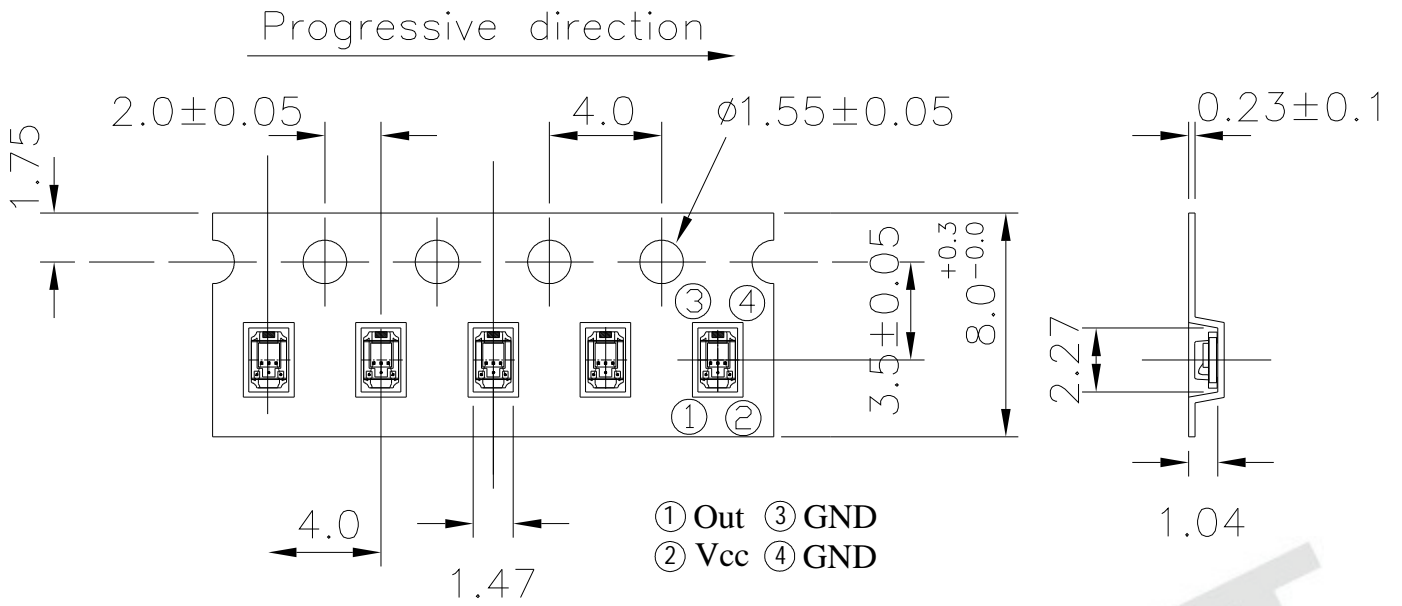 Progressive direction
2.0±0.05
4.0
ø1.55±0.05
0.23±0.1
1.75
3.5±0.05
8.0 +0.3 -0.0
2.27
③ ④
① ②
4.0
1.47
1.04
① Out ③ GND
② Vcc ④ GND